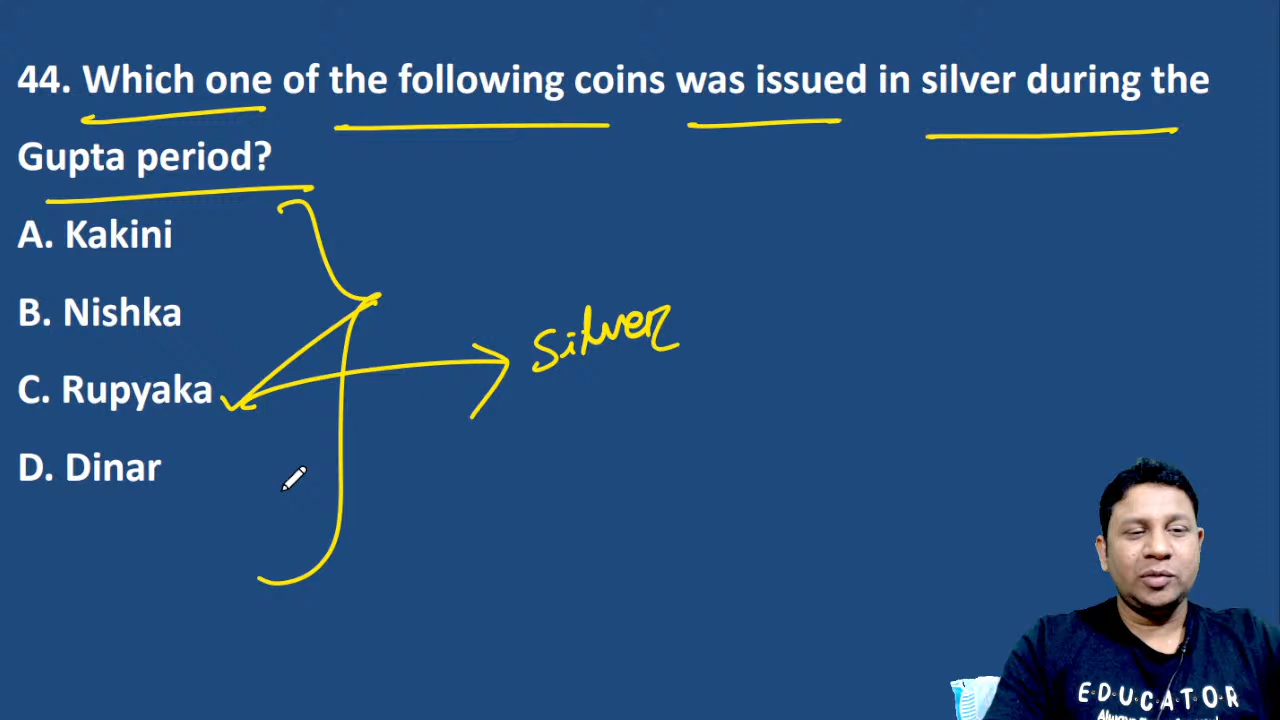 44. Which one of the following coins was issued in silver during the
Gupta period?
A. Kakini
B. Nishka
C. Rupyaka
D. Dinar
Silver
EDUCATOR